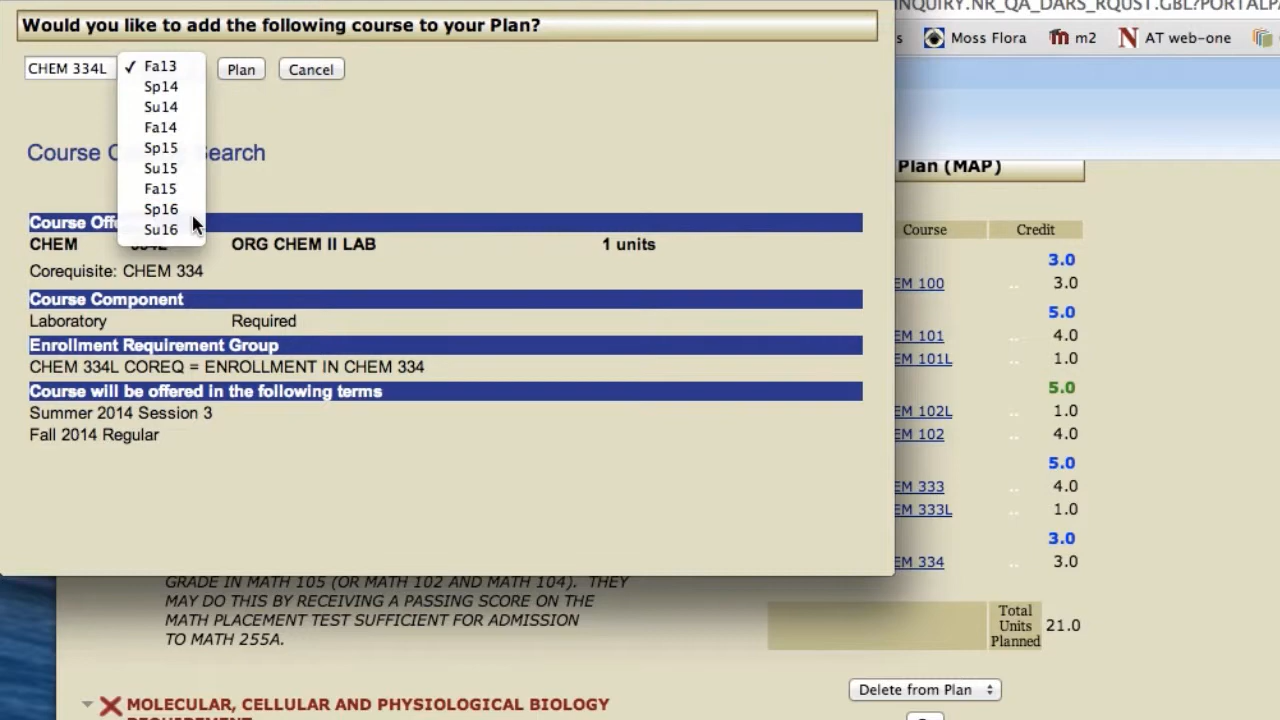 INQUIRY.NR_QA_DARS_RQUST.GBL?PORTALPA
Would you like to add the following course to your Plan?
s Moss Flora m2 AT web-one
CHEM 334L ✓ Fa13 Plan Cancel
Sp14
Su14
Fa14
Sp15
Su15
Fa15
Sp16
Su16
Course C Search
Plan (MAP)
Course Offe
CHEM 334L ORG CHEM II LAB 1 units
Corequisite: CHEM 334
Course Component
Laboratory Required
Enrollment Requirement Group
CHEM 334L COREQ = ENROLLMENT IN CHEM 334
Course will be offered in the following terms
Summer 2014 Session 3
Fall 2014 Regular
Course Credit
3.0
EM 100 .. 3.0
5.0
EM 101 .. 4.0
EM 101L .. 1.0
5.0
EM 102L .. 1.0
EM 102 .. 4.0
5.0
EM 333 .. 4.0
EM 333L .. 1.0
3.0
EM 334 .. 3.0
GRADE IN MATH 105 (OR MATH 102 AND MATH 104). THEY
MAY DO THIS BY RECEIVING A PASSING SCORE ON THE
MATH PLACEMENT TEST SUFFICIENT FOR ADMISSION
TO MATH 255A.
Total
Units
Planned
21.0
Delete from Plan
MOLECULAR, CELLULAR AND PHYSIOLOGICAL BIOLOGY
REQUIREMENT